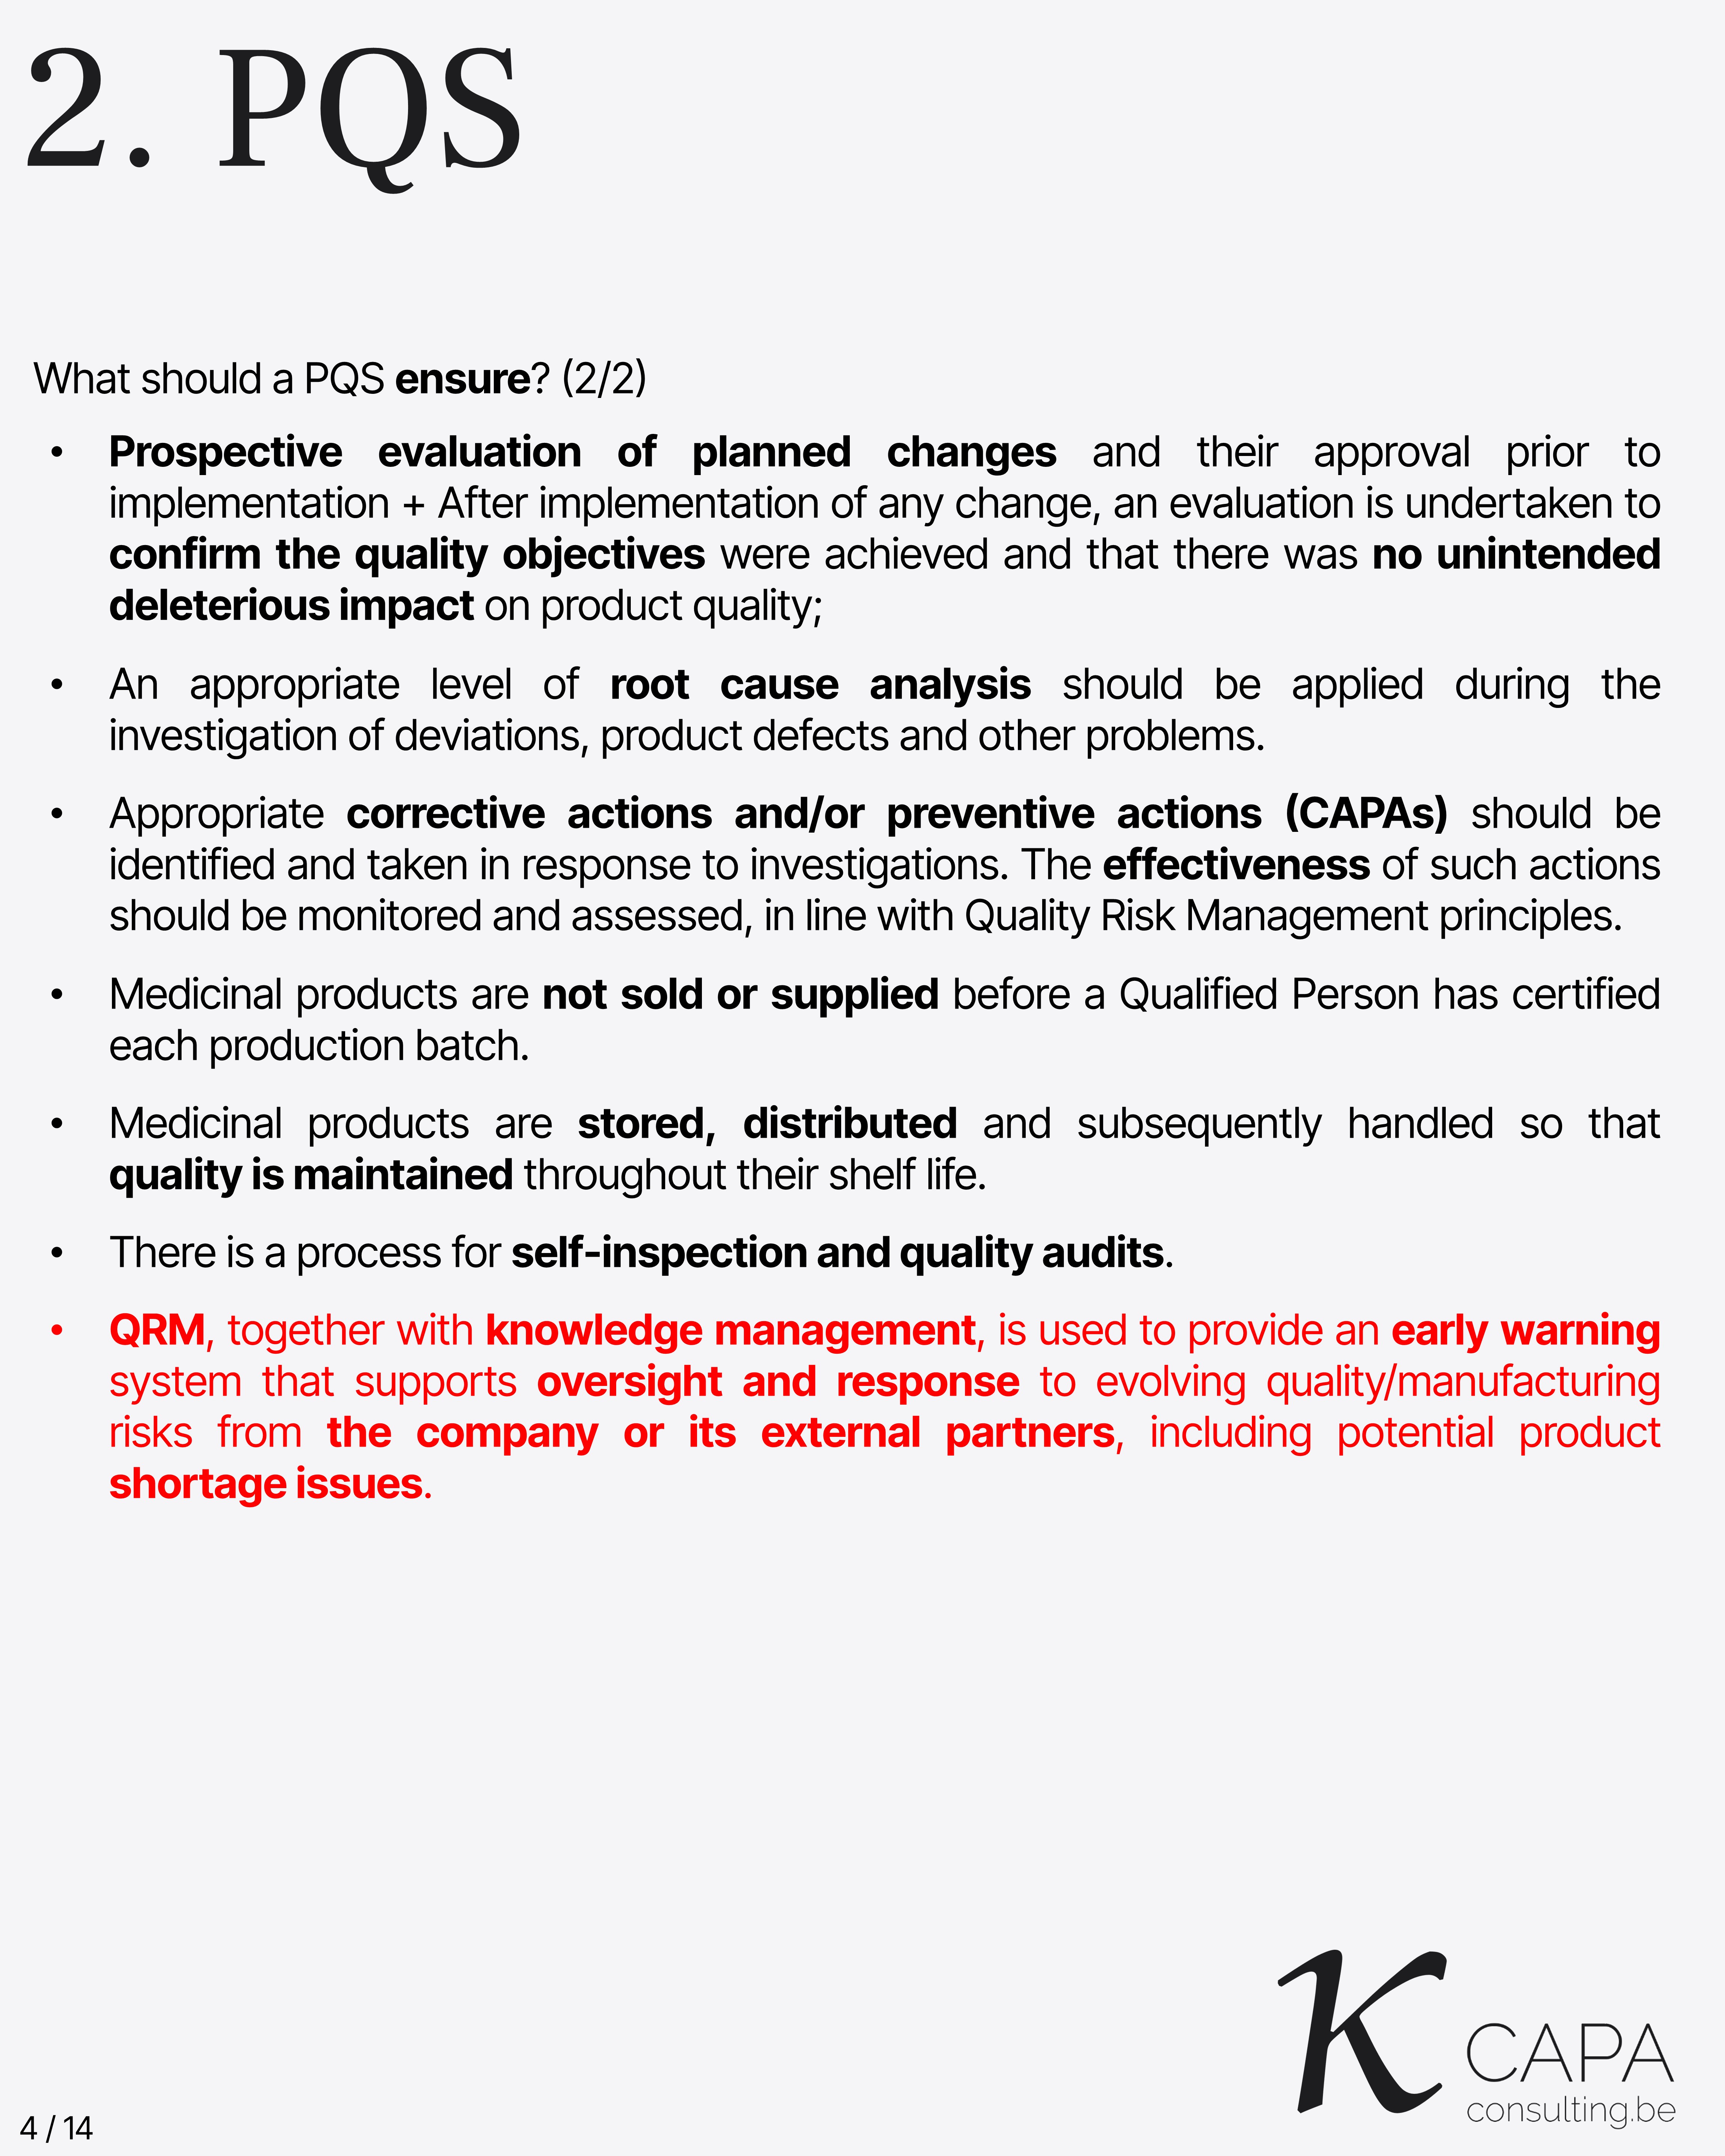 2. PQS
What should a PQS ensure? (2/2)
• Prospective evaluation of planned changes and their approval prior to
implementation + After implementation of any change, an evaluation is undertaken to
confirm the quality objectives were achieved and that there was no unintended
deleterious impact on product quality;
• An appropriate level of root cause analysis should be applied during the
investigation of deviations, product defects and other problems.
• Appropriate corrective actions and/or preventive actions (CAPAs) should be
identified and taken in response to investigations. The effectiveness of such actions
should be monitored and assessed, in line with Quality Risk Management principles.
• Medicinal products are not sold or supplied before a Qualified Person has certified
each production batch.
• Medicinal products are stored, distributed and subsequently handled so that
quality is maintained throughout their shelf life.
• There is a process for self-inspection and quality audits.
• QRM, together with knowledge management, is used to provide an early warning
system that supports oversight and response to evolving quality/manufacturing
risks from the company or its external partners, including potential product
shortage issues.
K CAPA
consulting.be
4 / 14